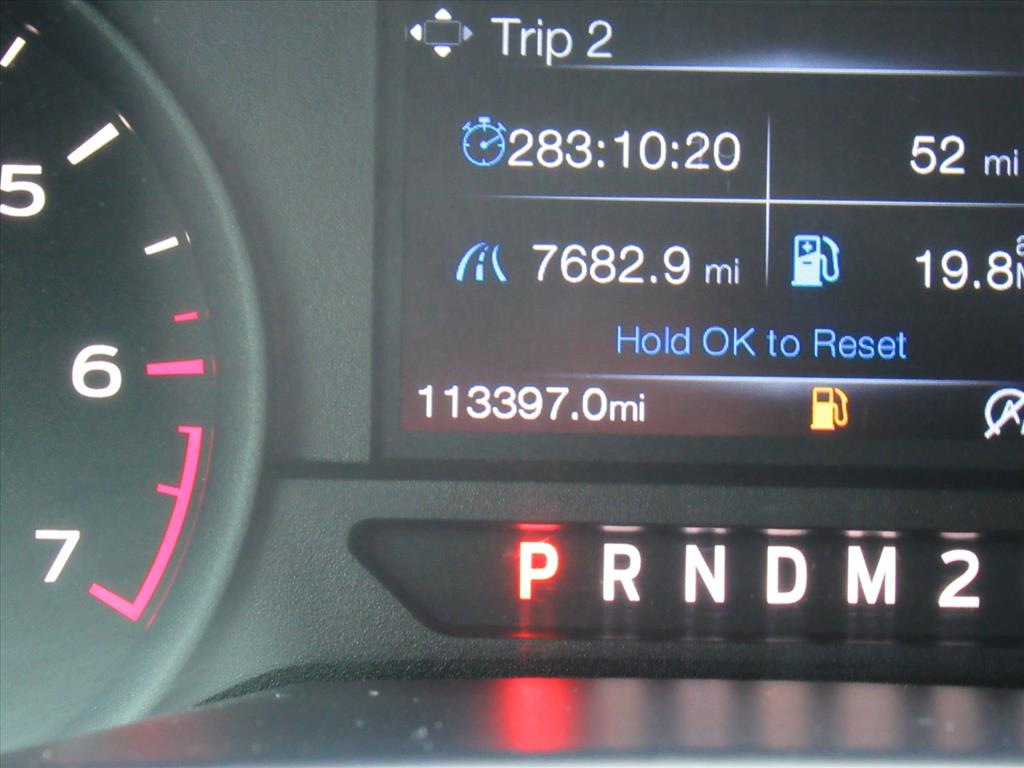 Trip 2
283:10:20 52 mi
7682.9 mi 19.8
Hold OK to Reset
113397.0mi
5
6
7
P R N D M 2